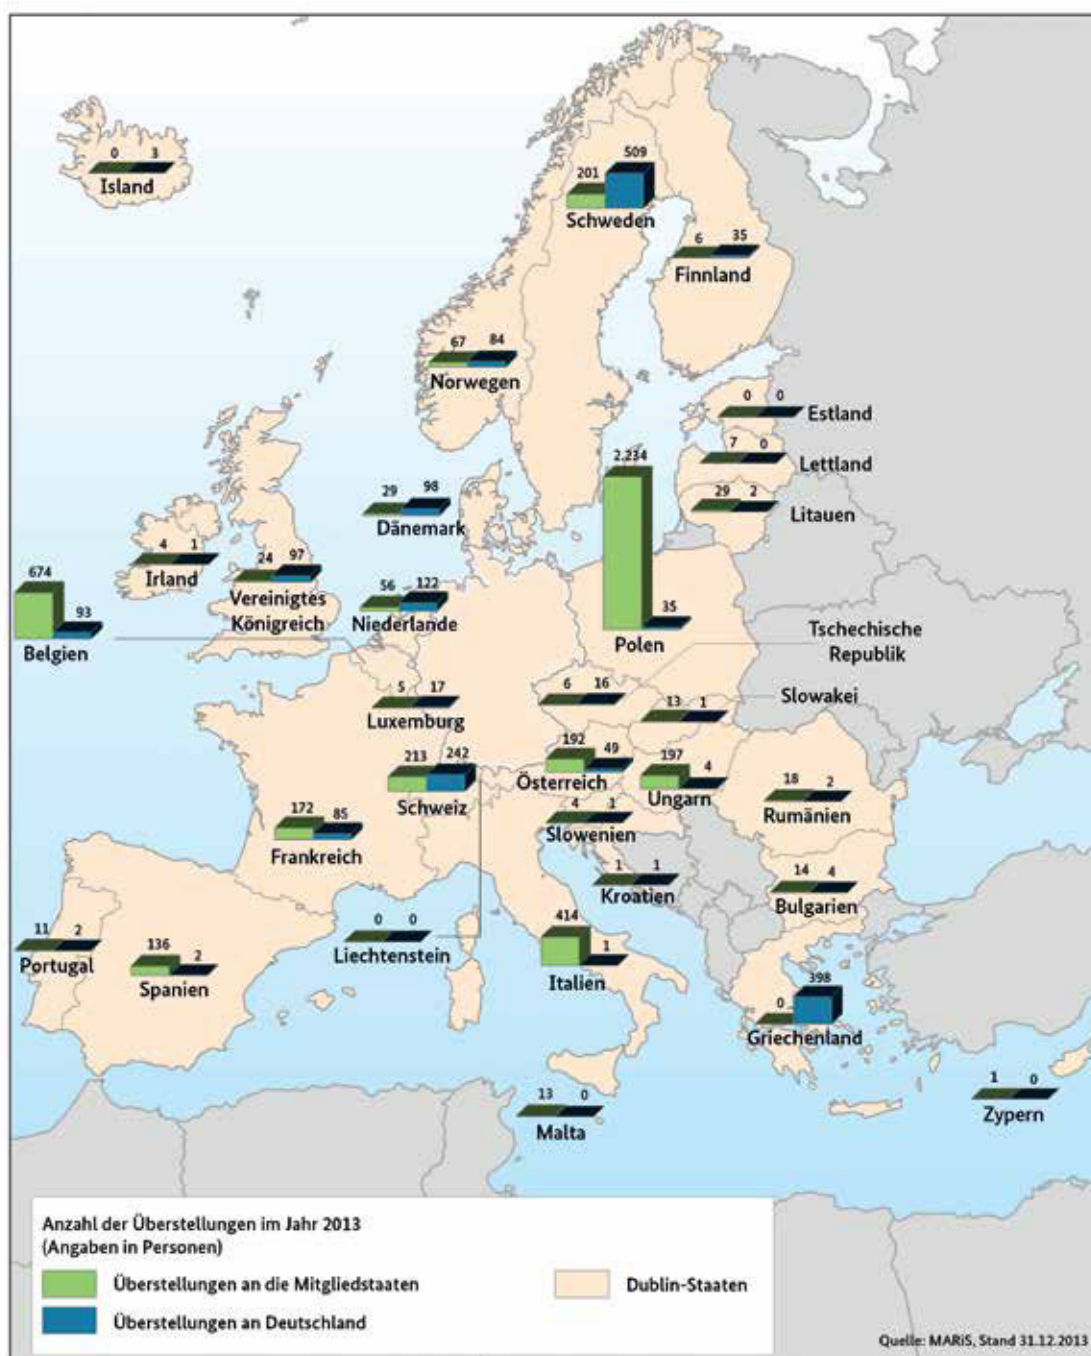 0 3
Island
201 509
Schweden
6 35
Finnland
67 84
Norwegen
0 0
Estland
7 0
Lettland
29 2
Litauen
2.234 35
Polen
29 98
Dänemark
4 1
Irland
24 97
Vereinigtes
Königreich
56 122
Niederlande
674 93
Belgien
Tschechische
Republik
6 16
Slowakei
13 1
5 17
Luxemburg
192 49
Österreich
197 4
Ungarn
213 242
Schweiz
18 2
Rumänien
4 1
Slowenien
172 85
Frankreich
1 1
Kroatien
14 4
Bulgarien
11 2
Portugal
136 2
Spanien
0 0
Liechtenstein
414 1
Italien
0 398
Griechenland
1 0
Zypern
13 0
Malta
Anzahl der Überstellungen im Jahr 2013
(Angaben in Personen)
Überstellungen an die Mitgliedstaaten
Dublin-Staaten
Überstellungen an Deutschland
Quelle: MARiS, Stand 31.12.2013